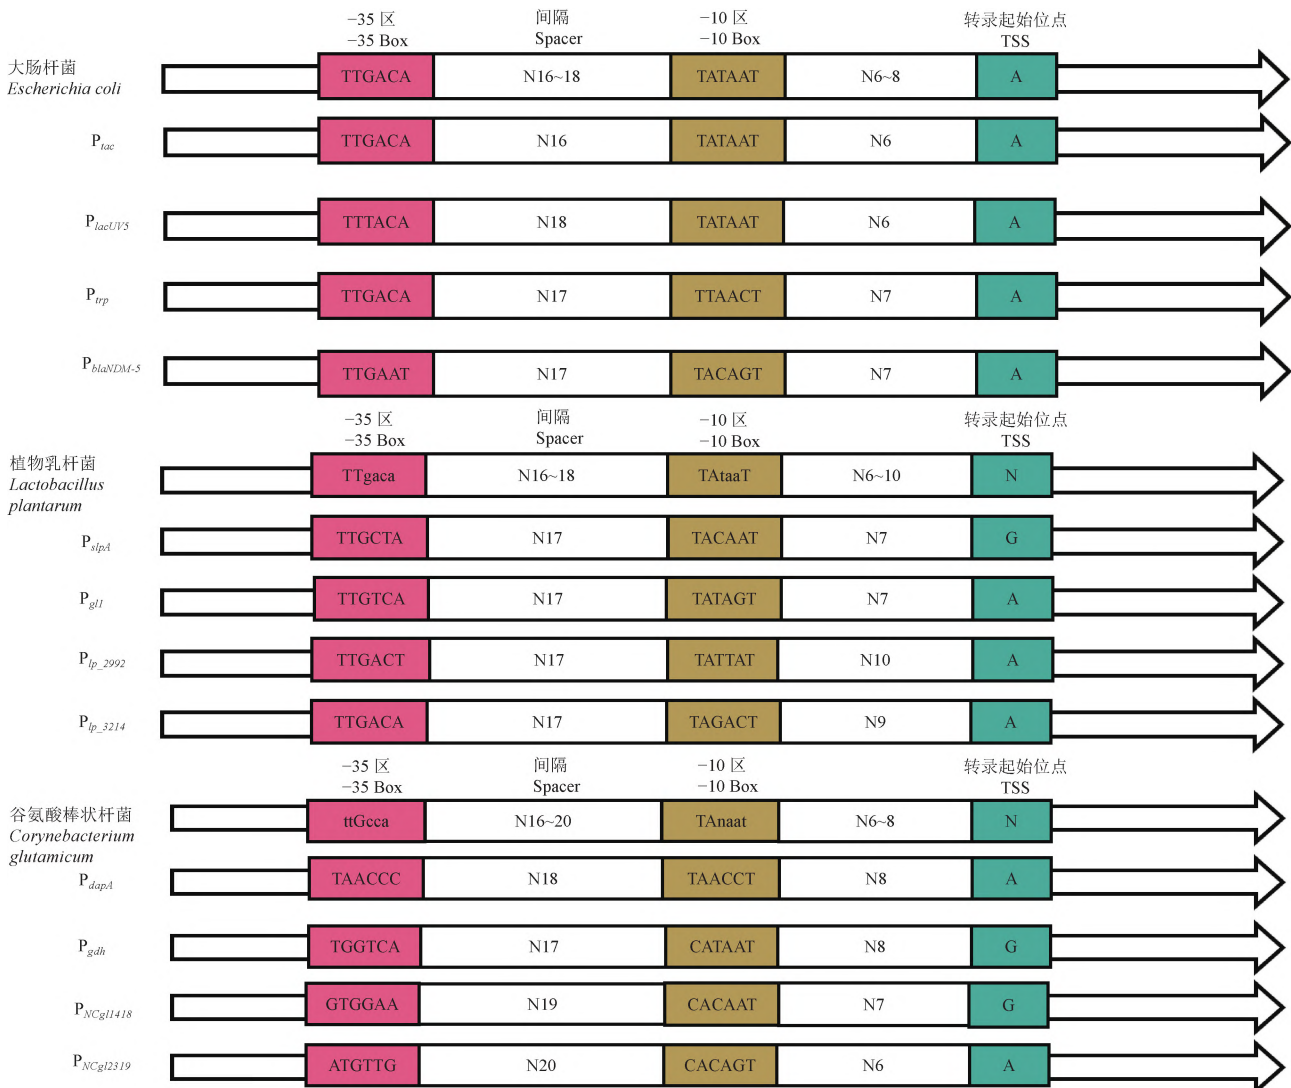 −35 区 间隔 −10 区 转录起始位点
−35 Box Spacer −10 Box TSS
大肠杆菌
Escherichia coli
TTGACA N16~18 TATAAT N6~8 A
Ptac TTGACA N16 TATAAT N6 A
PlacUV5 TTTACA N18 TATAAT N6 A
Ptrp TTGACA N17 TTAACT N7 A
PblaNDM-5 TTGAAT N17 TACAGT N7 A
−35 区 间隔 −10 区 转录起始位点
−35 Box Spacer −10 Box TSS
植物乳杆菌
Lactobacillus
plantarum
TTgaca N16~18 TAtaaT N6~10 N
PslpA TTGCTA N17 TACAAT N7 G
Pgl1 TTGTCA N17 TATAGT N7 A
Plp_2992 TTGACT N17 TATTAT N10 A
Plp_3214 TTGACA N17 TAGACT N9 A
−35 区 间隔 −10 区 转录起始位点
−35 Box Spacer −10 Box TSS
谷氨酸棒状杆菌
Corynebacterium
glutamicum
ttGcca N16~20 TAnaat N6~8 N
PdapA TAACCC N18 TAACCT N8 A
Pgdh TGGTCA N17 CATAAT N8 G
PNCgl1418 GTGGAA N19 CACAAT N7 G
PNCgl2319 ATGTTG N20 CACAGT N6 A